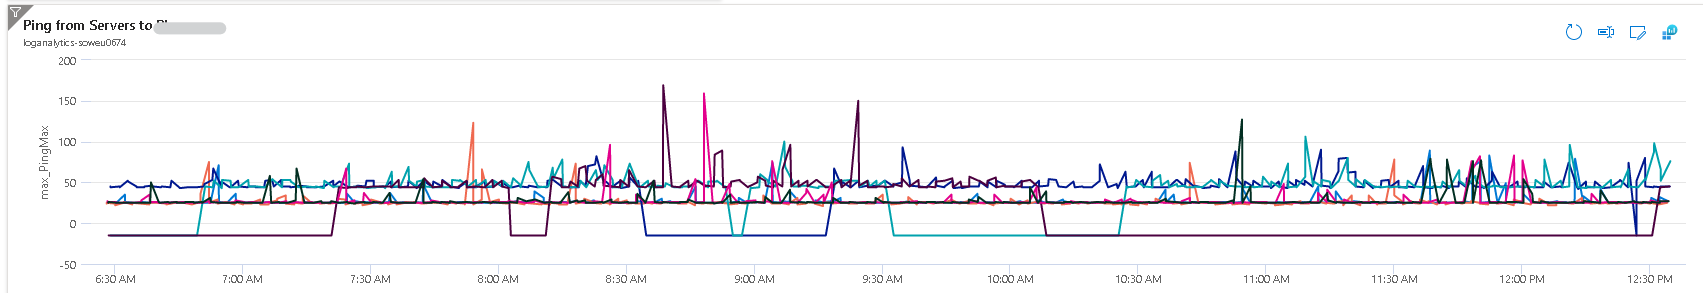 Ping from Servers to
loganalytics-soweu0674
max_PingMax
200
150
100
50
0
-50
6:30 AM
7:00 AM
7:30 AM
8:00 AM
8:30 AM
9:00 AM
9:30 AM
10:00 AM
10:30 AM
11:00 AM
11:30 AM
12:00 PM
12:30 PM